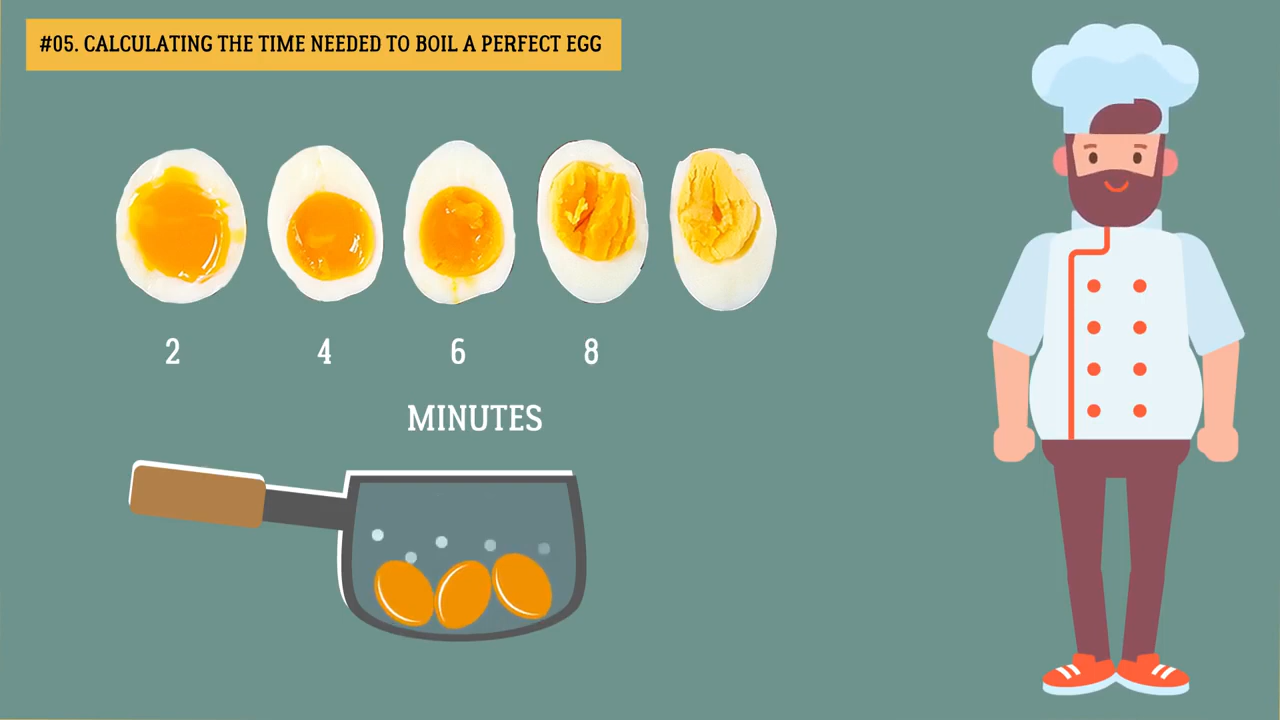 #05. CALCULATING THE TIME NEEDED TO BOIL A PERFECT EGG
2 4 6 8
MINUTES